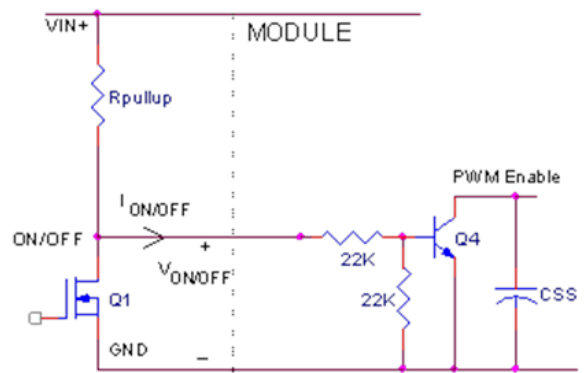 VIN+
MODULE
Rpullup
I ON/OFF
PWM Enable
ON/OFF
+
V ON/OFF
22K
Q4
22K
Q1
CSS
GND
–